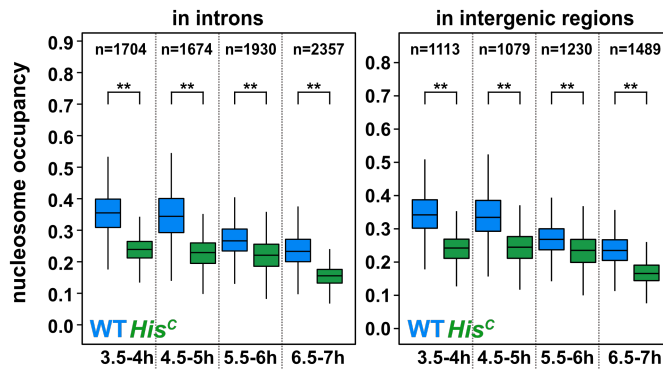 in introns
in intergenic regions
nucleosome occupancy
0.9
0.8
0.7
0.6
0.5
0.4
0.3
0.2
0.1
0.0
n=1704 n=1674 n=1930 n=2357
** ** ** **
WT HisC
3.5-4h 4.5-5h 5.5-6h 6.5-7h
0.8
0.7
0.6
0.5
0.4
0.3
0.2
0.1
0.0
n=1113 n=1079 n=1230 n=1489
** ** ** **
WT HisC
3.5-4h 4.5-5h 5.5-6h 6.5-7h